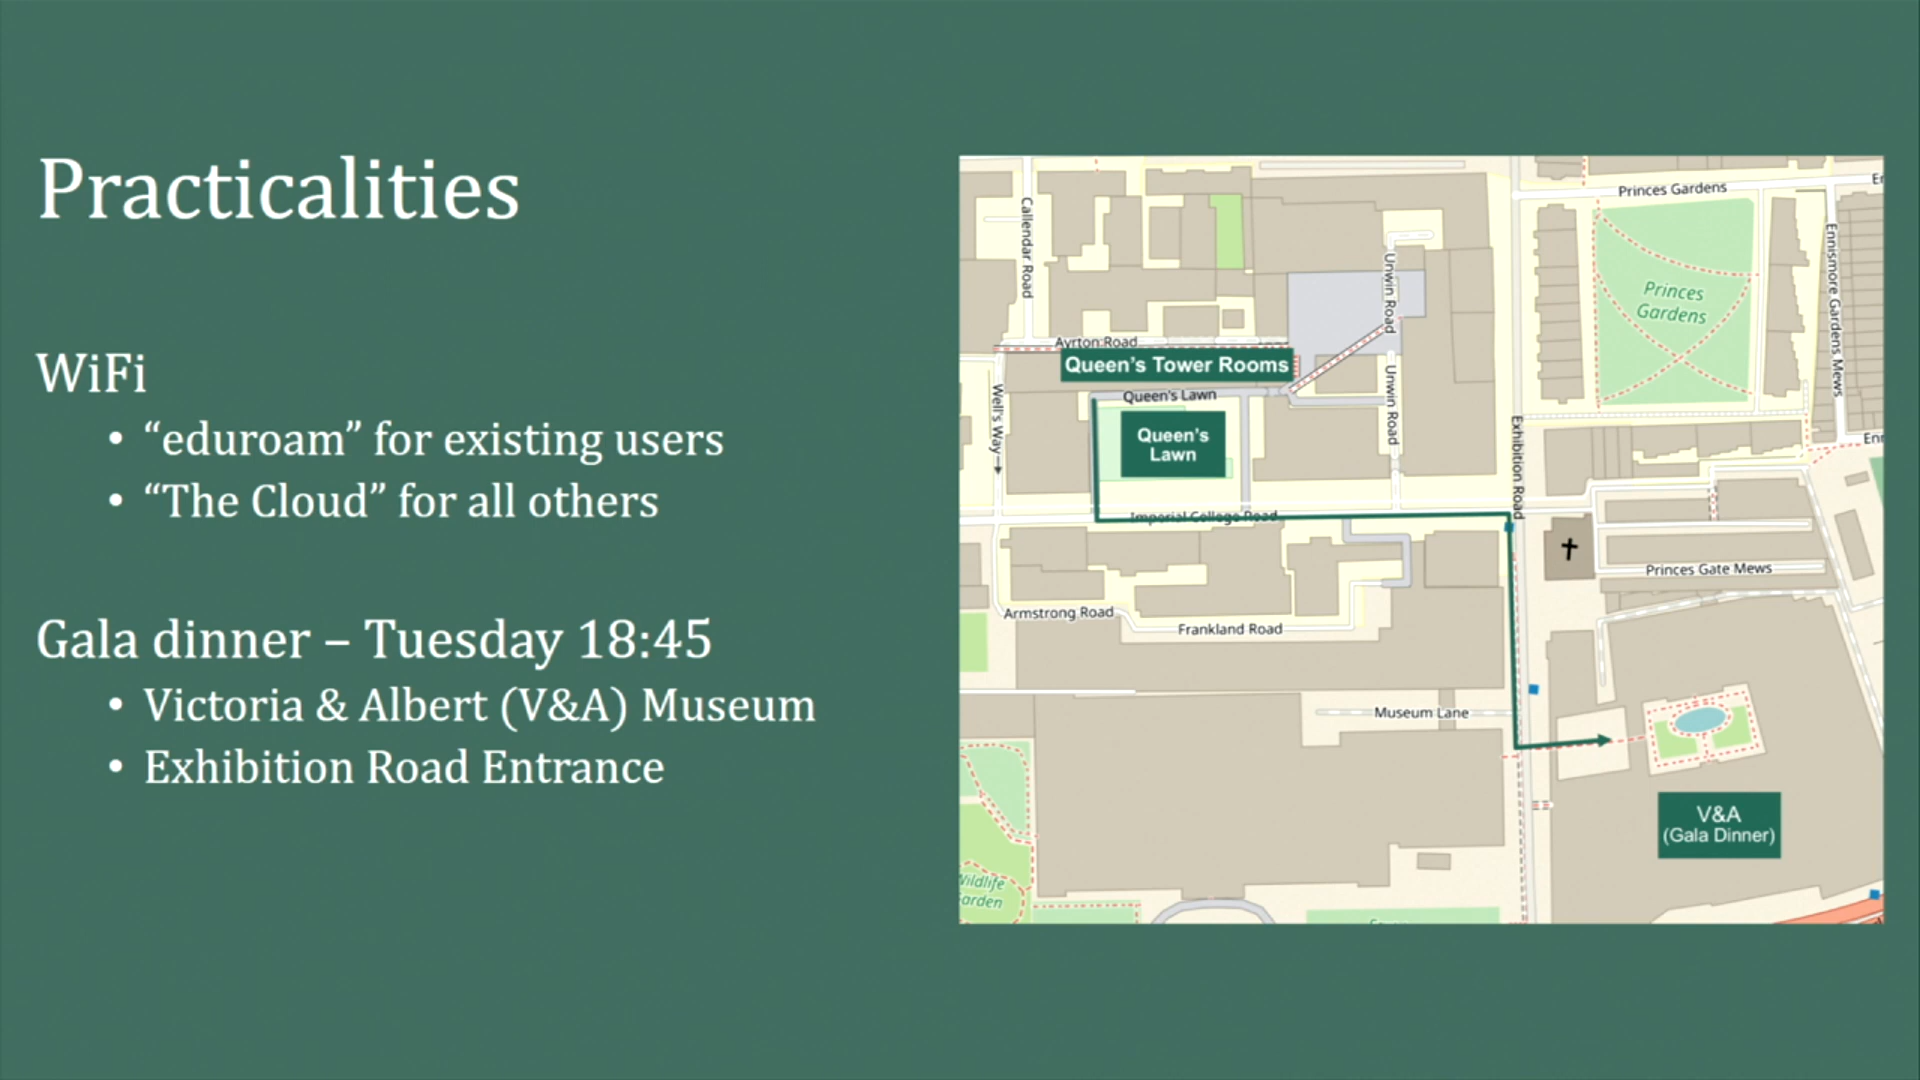 Practicalities
WiFi
• “eduroam” for existing users
• “The Cloud” for all others
Gala dinner – Tuesday 18:45
• Victoria & Albert (V&A) Museum
• Exhibition Road Entrance
Princes Gardens
Callendar Road
Unwin Road
Ennismore Gardens Mews
Princes
Gardens
Ayrton Road
Queen's Tower Rooms
Queen's Lawn
Well's Way
Unwin Road
Queen's
Lawn
Exhibition Road
Imperial College Road
Princes Gate Mews
Armstrong Road
Frankland Road
Museum Lane
V&A
(Gala Dinner)
Wildlife
Garden